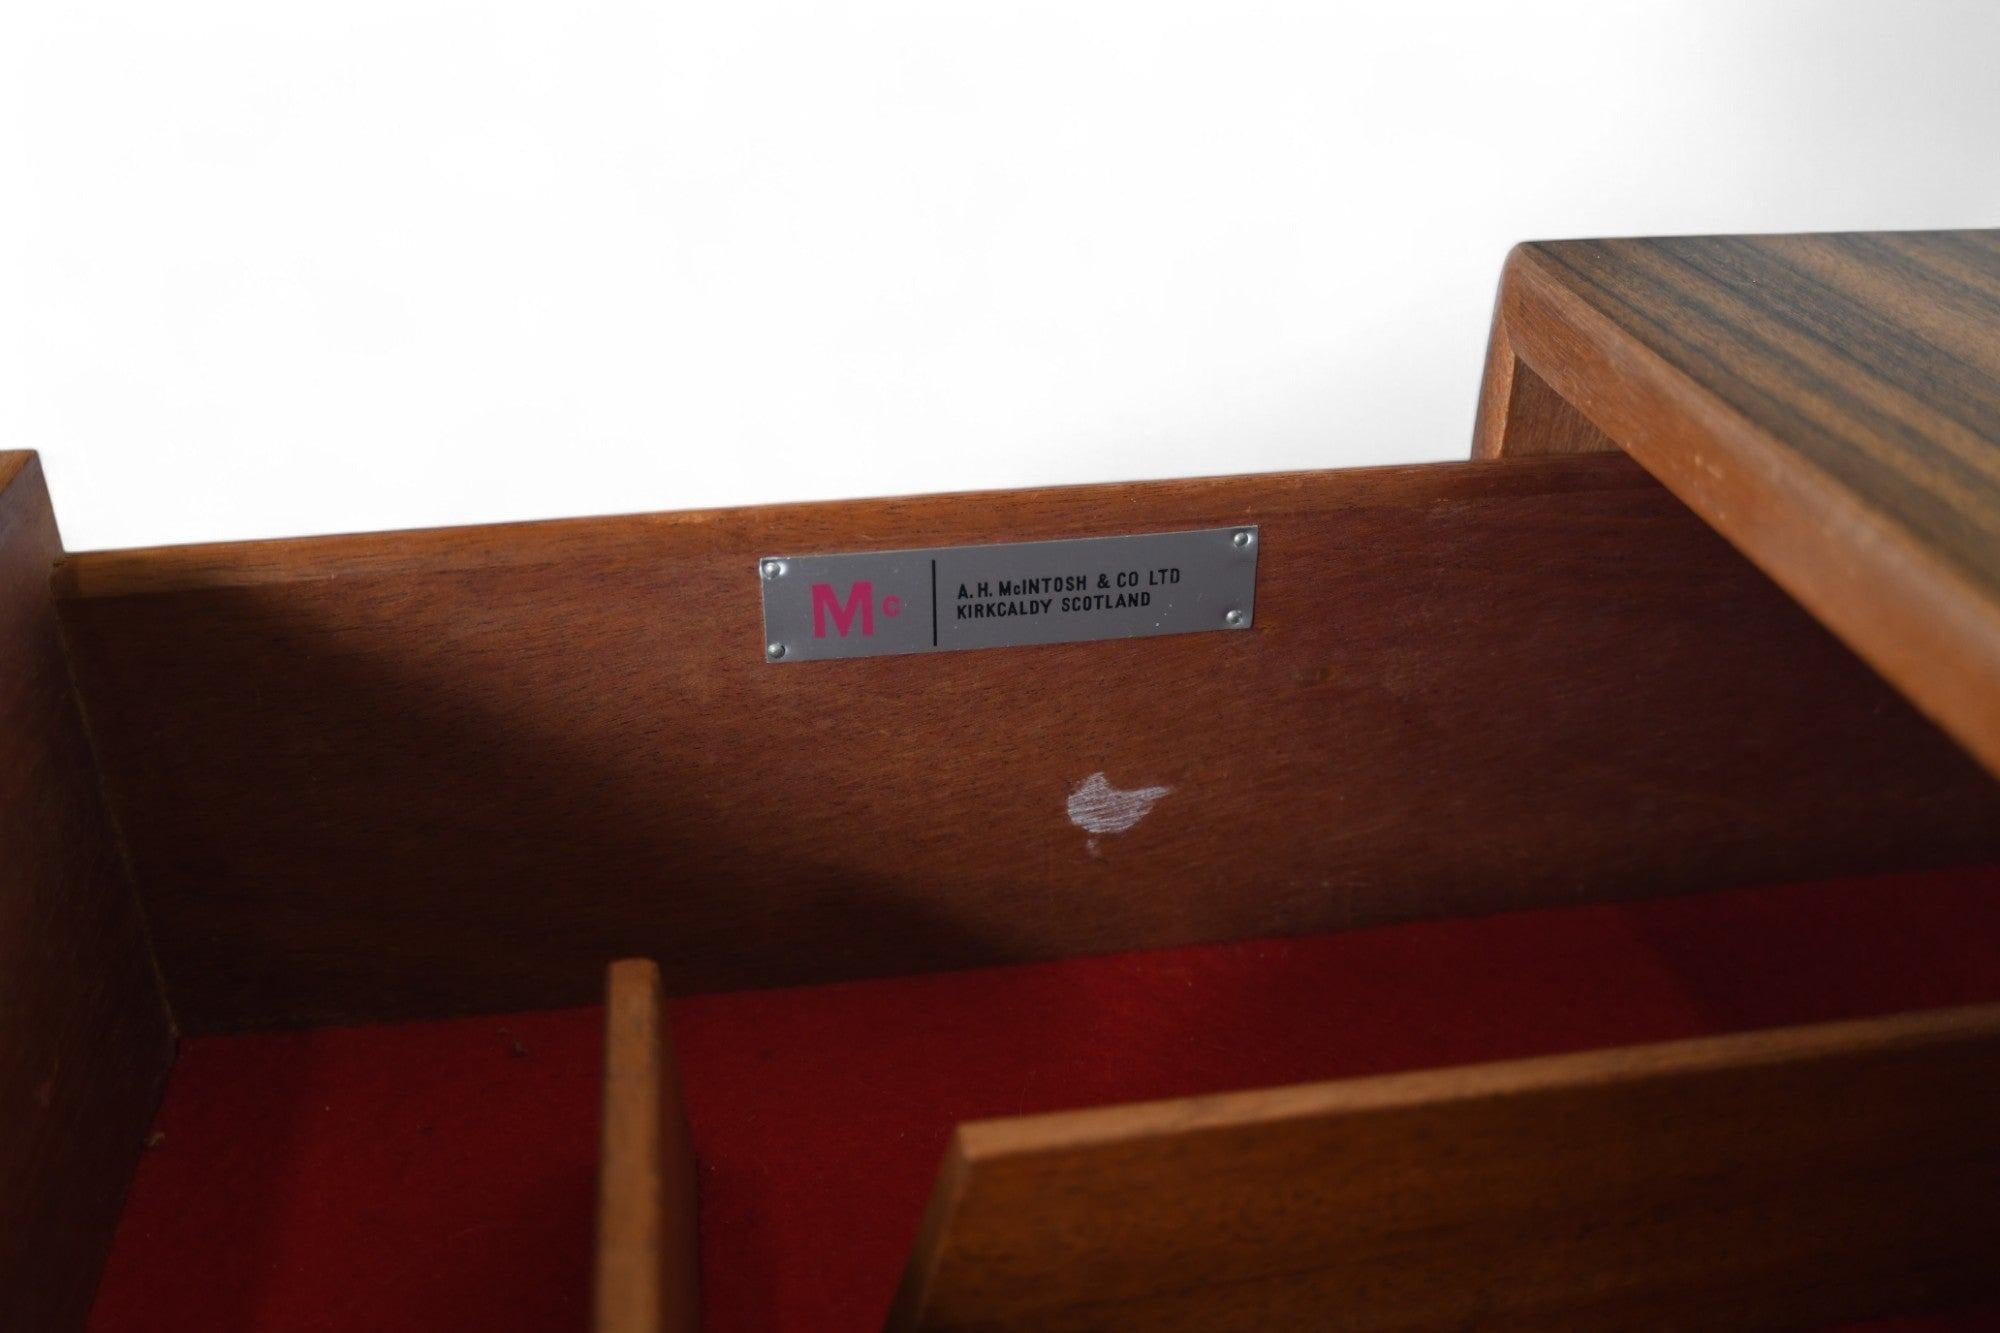 Mc
A.H. McINTOSH & CO LTD
KIRKCALDY SCOTLAND